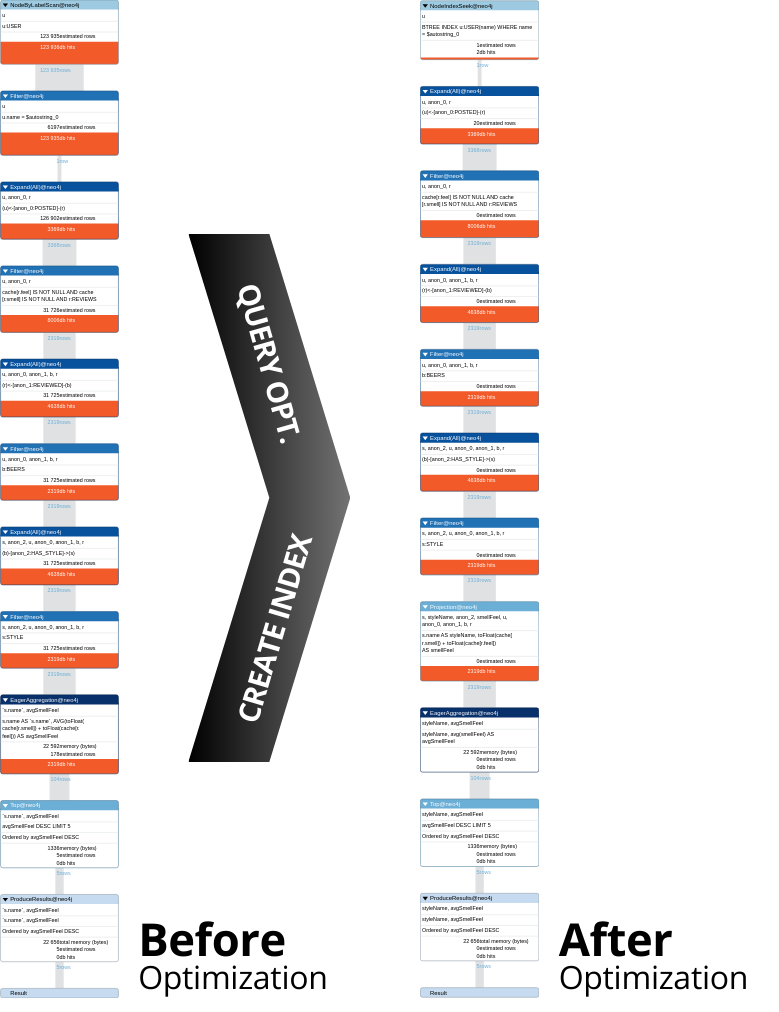 NodeByLabelScan@neo4j
u
u:USER
123 935estimated rows
123 936db hits
123 935rows
Filter@neo4j
u
u.name = $autostring_0
6197estimated rows
123 935db hits
1row
Expand(All)@neo4j
u, anon_0, r
(u)<-[anon_0:POSTED]-(r)
126 902estimated rows
3389db hits
3388rows
Filter@neo4j
u, anon_0, r
cache[r.feel] IS NOT NULL AND cache
[r.smell] IS NOT NULL AND r:REVIEWS
31 726estimated rows
8006db hits
2319rows
Expand(All)@neo4j
u, anon_0, anon_1, b, r
(r)<-[anon_1:REVIEWED]-(b)
31 725estimated rows
4638db hits
2319rows
Filter@neo4j
u, anon_0, anon_1, b, r
b:BEERS
31 725estimated rows
2319db hits
2319rows
Expand(All)@neo4j
s, anon_2, u, anon_0, anon_1, b, r
(b)-[anon_2:HAS_STYLE]->(s)
31 725estimated rows
4638db hits
2319rows
Filter@neo4j
s, anon_2, u, anon_0, anon_1, b, r
s:STYLE
31 725estimated rows
2319db hits
2319rows
EagerAggregation@neo4j
`s.name`, avgSmellFeel
s.name AS `s.name`, AVG(toFloat(
cache[r.smell]) + toFloat(cache[r.
feel])) AS avgSmellFeel
22 592memory (bytes)
178estimated rows
2319db hits
104rows
Top@neo4j
`s.name`, avgSmellFeel
avgSmellFeel DESC LIMIT 5
Ordered by avgSmellFeel DESC
1336memory (bytes)
5estimated rows
0db hits
5rows
ProduceResults@neo4j
`s.name`, avgSmellFeel
`s.name`, avgSmellFeel
Ordered by avgSmellFeel DESC
22 656total memory (bytes)
5estimated rows
0db hits
5rows
Result
QUERY OPT.
CREATE INDEX
Before
Optimization
NodeIndexSeek@neo4j
u
BTREE INDEX u:USER(name) WHERE name
= $autostring_0
1estimated rows
2db hits
1row
Expand(All)@neo4j
u, anon_0, r
(u)<-[anon_0:POSTED]-(r)
20estimated rows
3389db hits
3388rows
Filter@neo4j
u, anon_0, r
cache[r.feel] IS NOT NULL AND cache
[r.smell] IS NOT NULL AND r:REVIEWS
0estimated rows
8006db hits
2319rows
Expand(All)@neo4j
u, anon_0, anon_1, b, r
(r)<-[anon_1:REVIEWED]-(b)
0estimated rows
4638db hits
2319rows
Filter@neo4j
u, anon_0, anon_1, b, r
b:BEERS
0estimated rows
2319db hits
2319rows
Expand(All)@neo4j
s, anon_2, u, anon_0, anon_1, b, r
(b)-[anon_2:HAS_STYLE]->(s)
0estimated rows
4638db hits
2319rows
Filter@neo4j
s, anon_2, u, anon_0, anon_1, b, r
s:STYLE
0estimated rows
2319db hits
2319rows
Projection@neo4j
s, styleName, anon_2, smellFeel, u,
anon_0, anon_1, b, r
s.name AS styleName, toFloat(cache[
r.smell]) + toFloat(cache[r.feel])
AS smellFeel
0estimated rows
2319db hits
2319rows
EagerAggregation@neo4j
styleName, avgSmellFeel
styleName, avg(smellFeel) AS
avgSmellFeel
22 592memory (bytes)
0estimated rows
0db hits
104rows
Top@neo4j
styleName, avgSmellFeel
avgSmellFeel DESC LIMIT 5
Ordered by avgSmellFeel DESC
1336memory (bytes)
0estimated rows
0db hits
5rows
ProduceResults@neo4j
styleName, avgSmellFeel
styleName, avgSmellFeel
Ordered by avgSmellFeel DESC
22 656total memory (bytes)
0estimated rows
0db hits
5rows
Result
After
Optimization